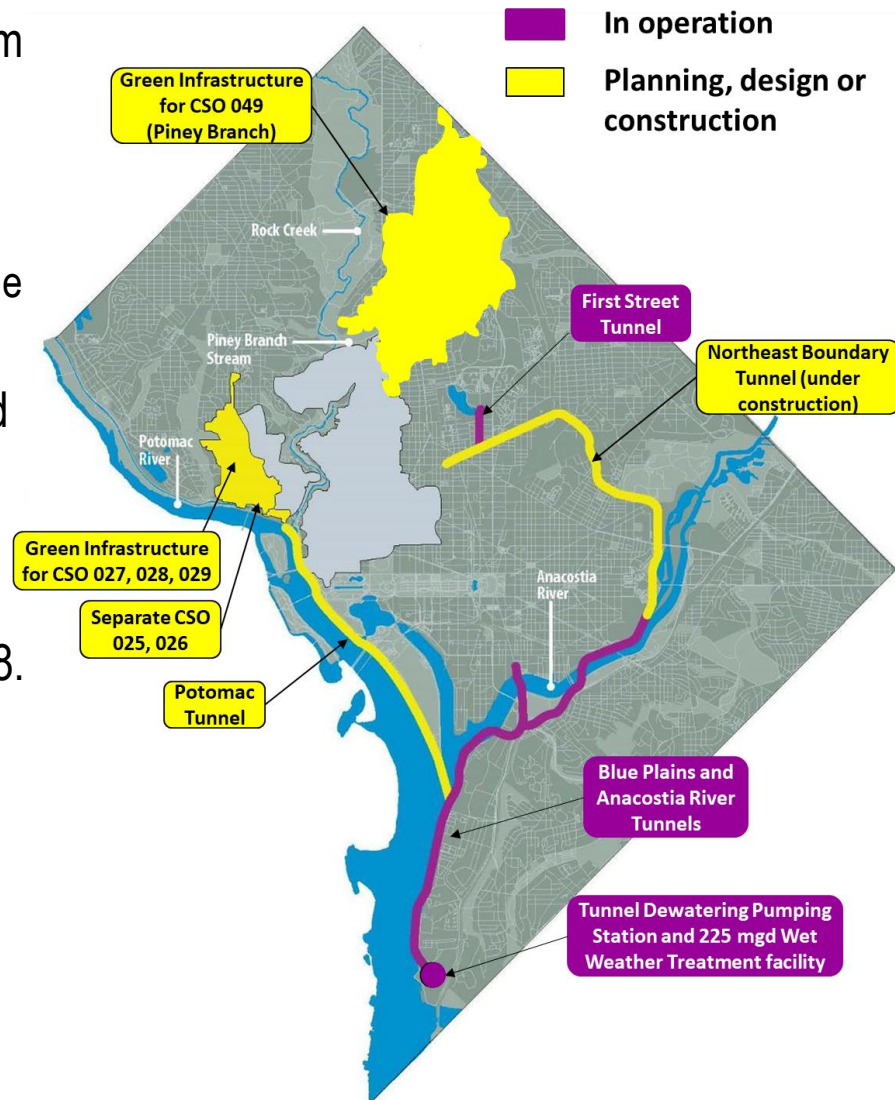 m
e
d
3.
In operation
Planning, design or
construction
Green Infrastructure
for CSO 049
(Piney Branch)
Rock Creek
First Street
Tunnel
Piney Branch
Stream
Northeast Boundary
Tunnel (under
construction)
Potomac
River
Green Infrastructure
for CSO 027, 028, 029
Anacostia
River
Separate CSO
025, 026
Potomac
Tunnel
Blue Plains and
Anacostia River
Tunnels
Tunnel Dewatering Pumping
Station and 225 mgd Wet
Weather Treatment facility